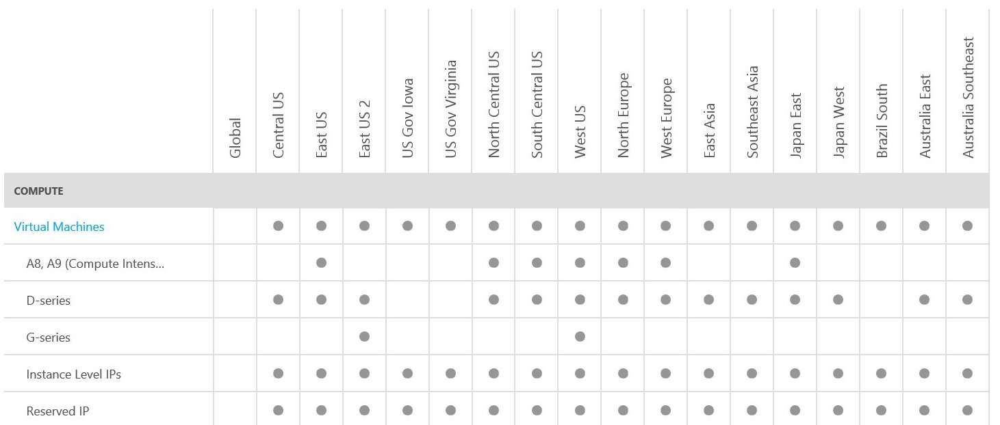 Global
Central US
East US
East US 2
US Gov Iowa
US Gov Virginia
North Central US
South Central US
West US
North Europe
West Europe
East Asia
Southeast Asia
Japan East
Japan West
Brazil South
Australia East
Australia Southeast
COMPUTE
Virtual Machines
A8, A9 (Compute Intens...
D-series
G-series
Instance Level IPs
Reserved IP